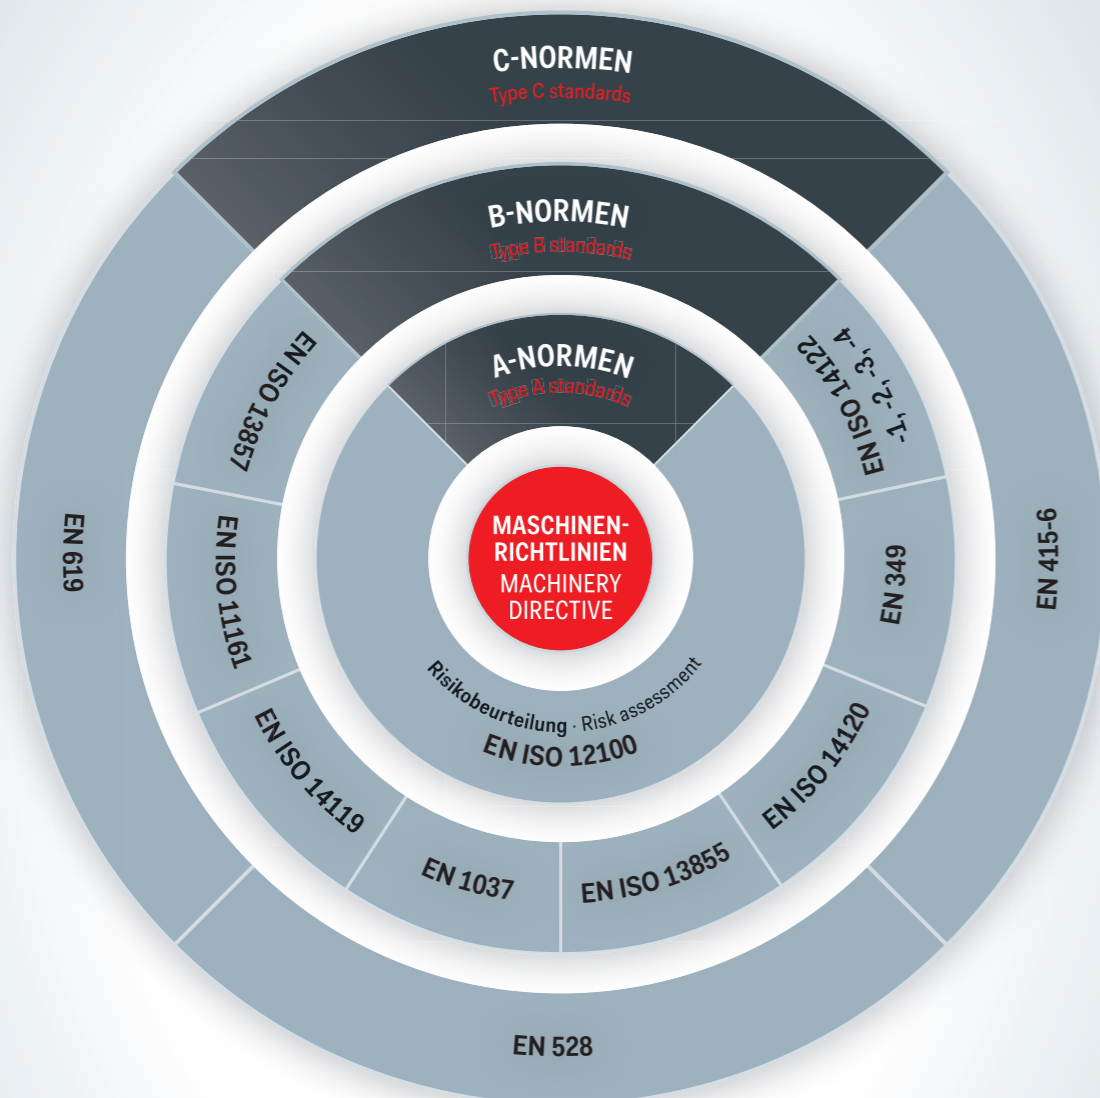 C-NORMEN
Type C standards
B-NORMEN
Type B standards
A-NORMEN
Type A standards
MASCHINEN-
RICHTLINIEN
MACHINERY
DIRECTIVE
Risikobeurteilung · Risk assessment
EN ISO 12100
EN ISO 13857
EN ISO 11161
EN ISO 14119
EN 1037
EN ISO 13855
EN ISO 14120
EN 349
EN ISO 14122
-1, -2, -3, -4
EN 619
EN 528
EN 415-6